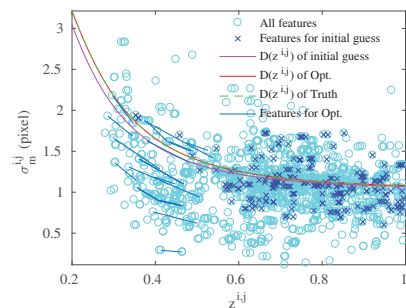 3
2.5
2
1.5
1
0.5
σ_m^{i,j} (pixel)
All features
Features for initial guess
D(z^{i,j}) of initial guess
D(z^{i,j}) of Opt.
D(z^{i,j}) of Truth
Features for Opt.
0.2 0.4 0.6 0.8 1
z^{i,j}